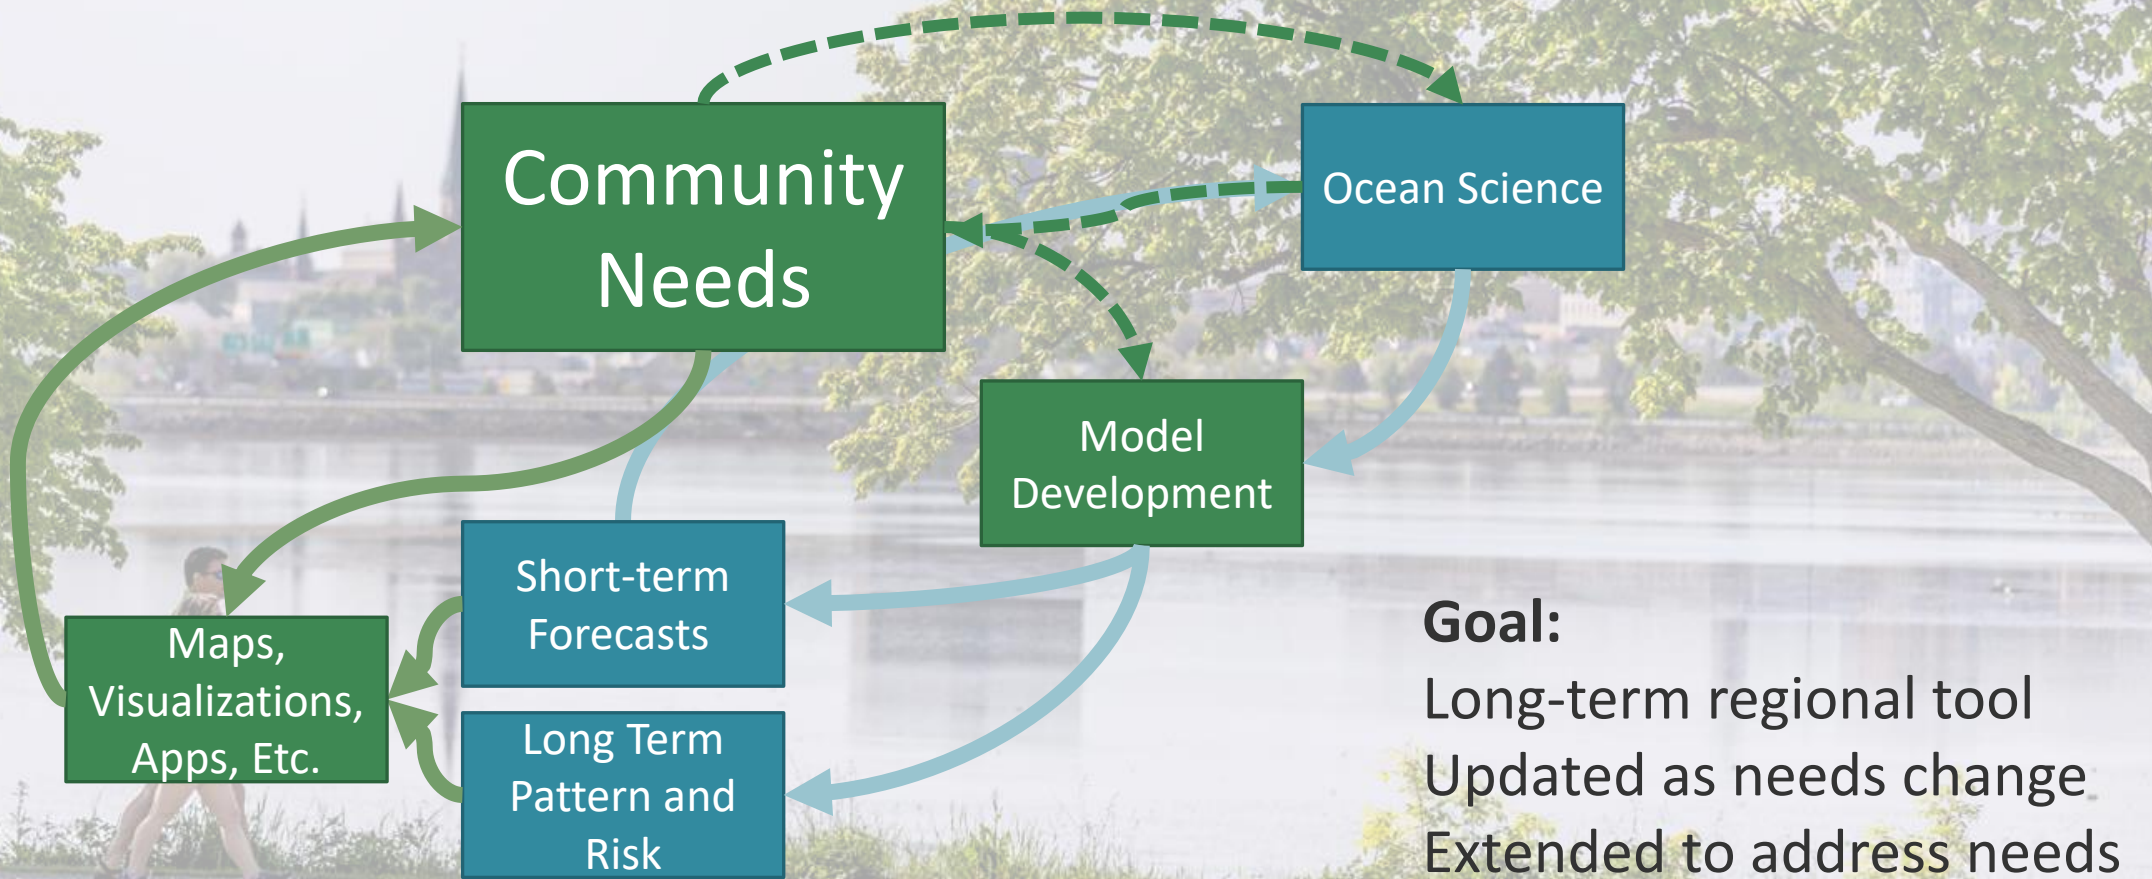 Community
Needs
Ocean Science
Model
Development
Short-term
Forecasts
Maps,
Visualizations,
Apps, Etc.
Long Term
Pattern and
Risk
Goal:
Long-term regional tool
Updated as needs change
Extended to address needs